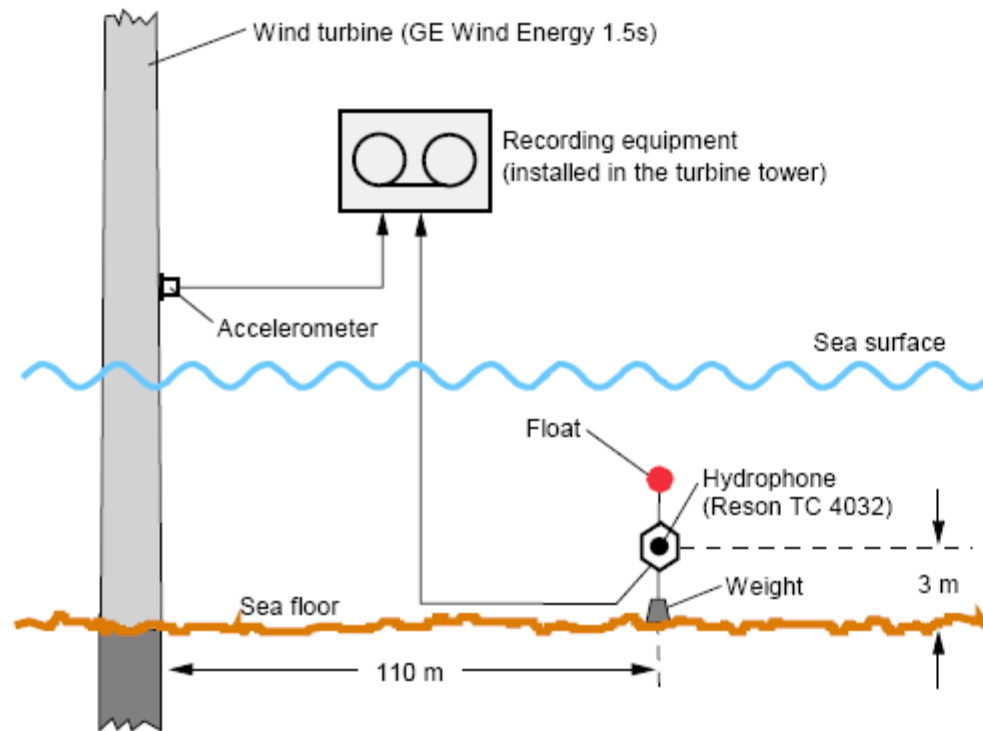 Wind turbine (GE Wind Energy 1.5s)
Recording equipment
(installed in the turbine tower)
Accelerometer
Sea surface
Float
Hydrophone
(Reson TC 4032)
Weight
3 m
Sea floor
110 m